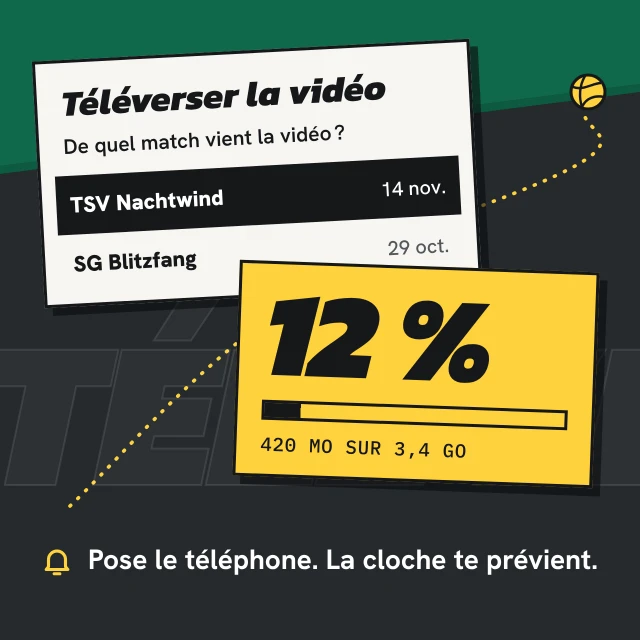 Téléverser la vidéo
De quel match vient la vidéo ?
TSV Nachtwind 14 nov.
SG Blitzfang 29 oct.
12 %
420 MO SUR 3,4 GO
Pose le téléphone. La cloche te prévient.